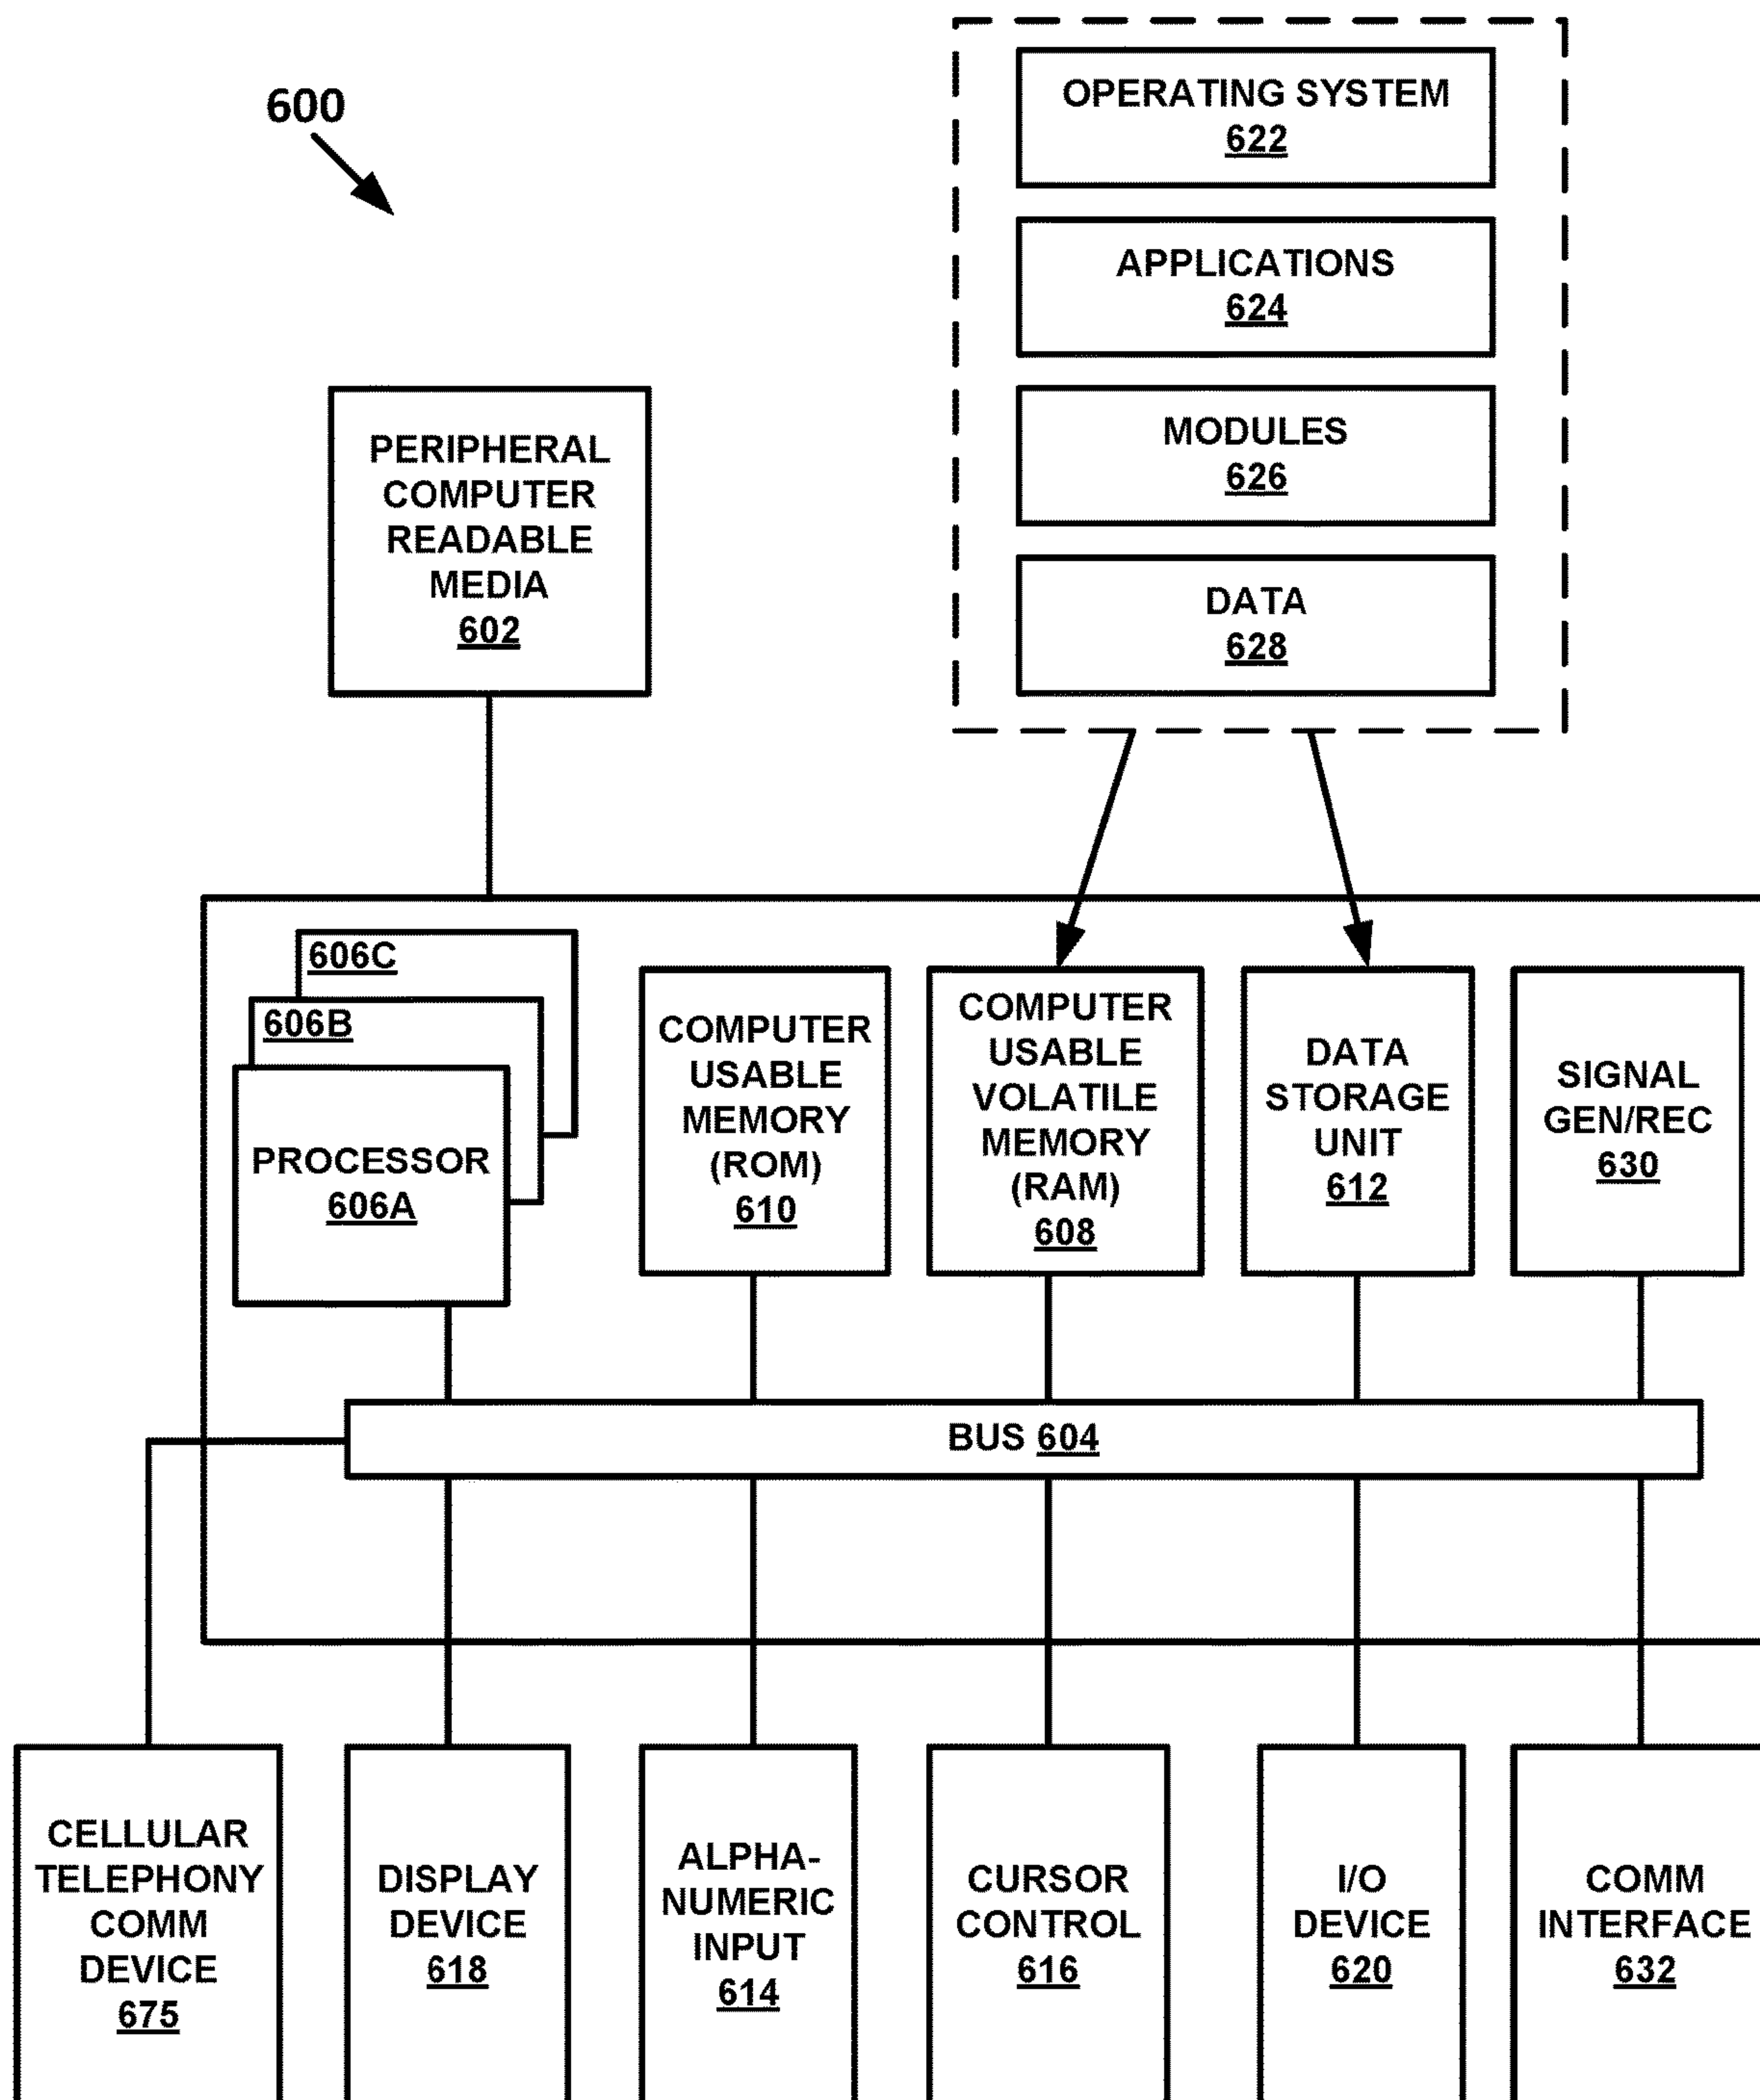 600
OPERATING SYSTEM
622
APPLICATIONS
624
MODULES
626
DATA
628
PERIPHERAL
COMPUTER
READABLE
MEDIA
602
606C
606B
PROCESSOR
606A
COMPUTER
USABLE
MEMORY
(ROM)
610
COMPUTER
USABLE
VOLATILE
MEMORY
(RAM)
608
DATA
STORAGE
UNIT
612
SIGNAL
GEN/REC
630
BUS 604
CELLULAR
TELEPHONY
COMM
DEVICE
675
DISPLAY
DEVICE
618
ALPHA-
NUMERIC
INPUT
614
CURSOR
CONTROL
616
I/O
DEVICE
620
COMM
INTERFACE
632